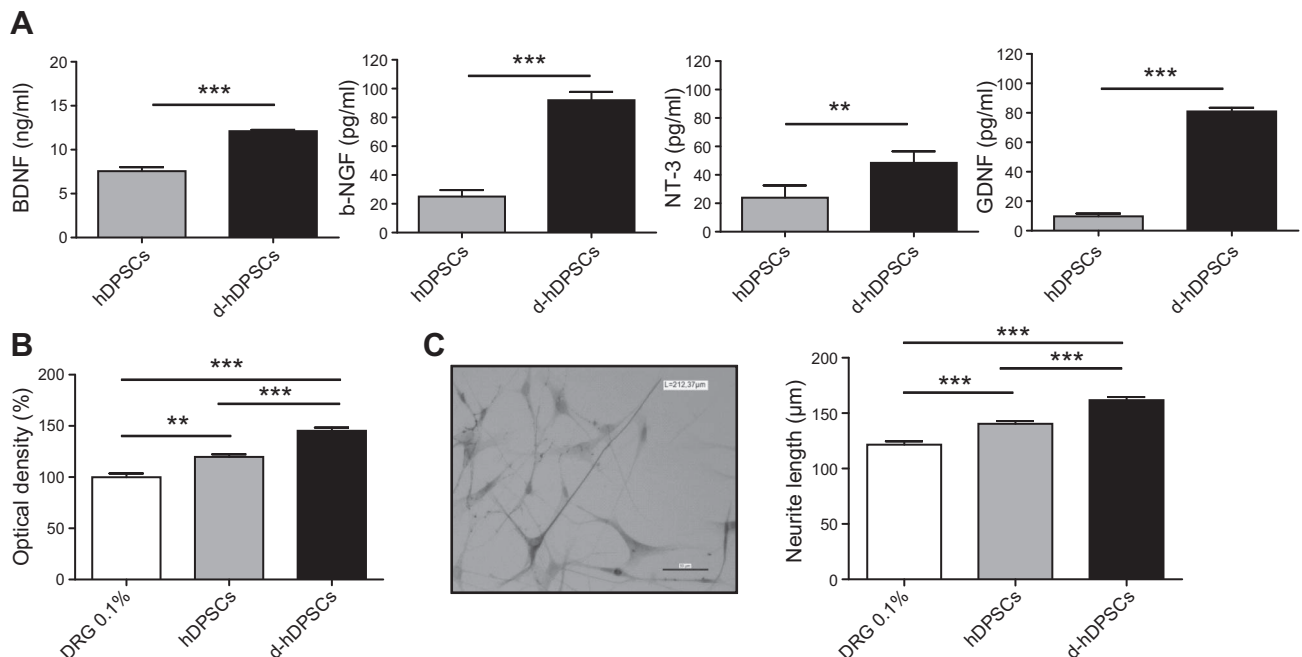 A
BDNF (ng/ml)
20
15
10
5
0
***
hDPSCs
d-hDPSCs
b-NGF (pg/ml)
120
100
80
60
40
20
0
***
hDPSCs
d-hDPSCs
NT-3 (pg/ml)
120
100
80
60
40
20
0
**
hDPSCs
d-hDPSCs
GDNF (pg/ml)
120
100
80
60
40
20
0
***
hDPSCs
d-hDPSCs
B
Optical density (%)
200
150
100
50
0
***
***
**
DRG 0.1%
hDPSCs
d-hDPSCs
C
L=212,37µm
Neurite length (µm)
200
150
100
50
0
***
***
***
DRG 0.1%
hDPSCs
d-hDPSCs